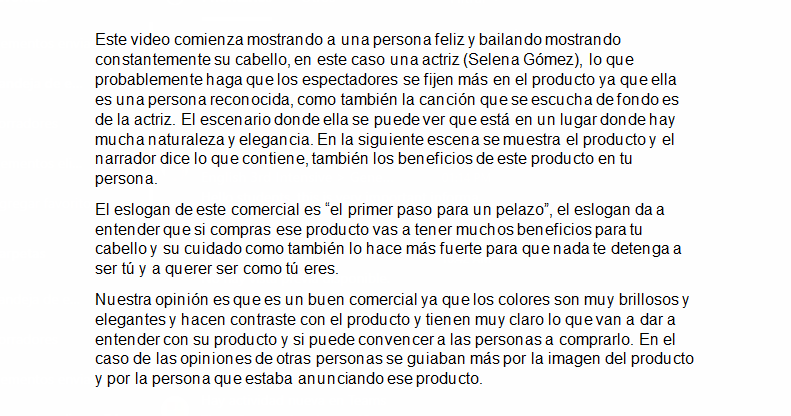 Este video comienza mostrando a una persona feliz y bailando mostrando
constantemente su cabello, en este caso una actriz (Selena Gómez), lo que
probablemente haga que los espectadores se fijen más en el producto ya que ella
es una persona reconocida, como también la canción que se escucha de fondo es
de la actriz. El escenario donde ella se puede ver que está en un lugar donde hay
mucha naturaleza y elegancia. En la siguiente escena se muestra el producto y el
narrador dice lo que contiene, también los beneficios de este producto en tu
persona.
El eslogan de este comercial es “el primer paso para un pelazo”, el eslogan da a
entender que si compras ese producto vas a tener muchos beneficios para tu
cabello y su cuidado como también lo hace más fuerte para que nada te detenga a
ser tú y a querer ser como tú eres.
Nuestra opinión es que es un buen comercial ya que los colores son muy brillosos y
elegantes y hacen contraste con el producto y tienen muy claro lo que van a dar a
entender con su producto y si puede convencer a las personas a comprarlo. En el
caso de las opiniones de otras personas se guiaban más por la imagen del producto
y por la persona que estaba anunciando ese producto.